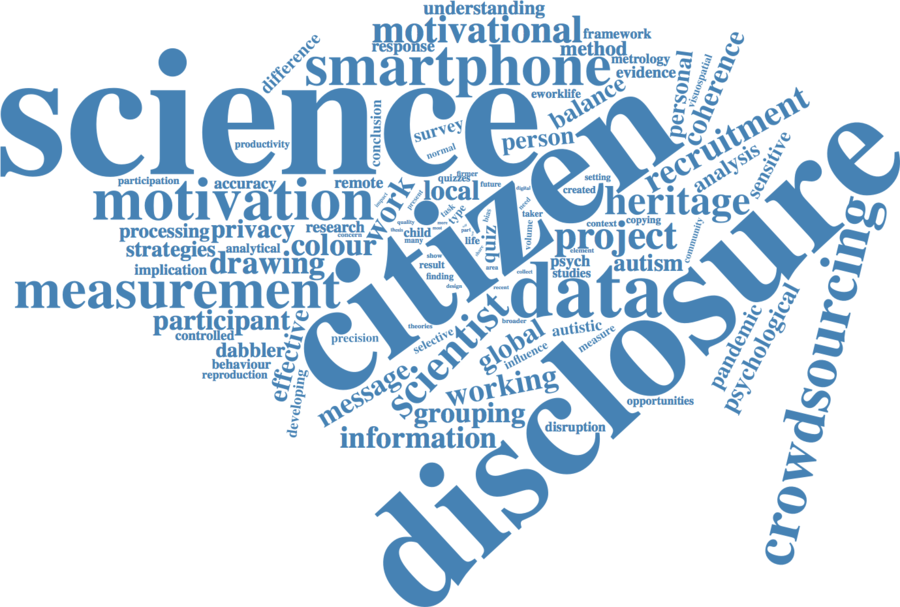 understanding
motivational
framework
response
method
difference
smartphone
metrology
evidence
personal
visuospatial
coherence
science
eworklife
balance
productivity
conclusion
survey
normal
person
citizen
recruitment
analysis
sensitive
disclosure
participation
accuracy
remote
work
local
quizzes
firmer
future
digital
setting
created
heritage
motivation
processing
privacy
research
concern
present
task
type
bias
need
taker
volume
context
copying
project
community
strategies
analytical
colour
quality
child
many
most
part
life
quiz
element
implication
drawing
show
result
finding
area
collect
psych
studies
autism
crowdsourcing
measurement
design
recent
data
participant
controlled
effective
precision
theories
selective
scientist
broader
global
influence
autistic
measure
pandemic
psychological
dabbler
behaviour
reproduction
developing
message
working
grouping
opportunities
information
disruption